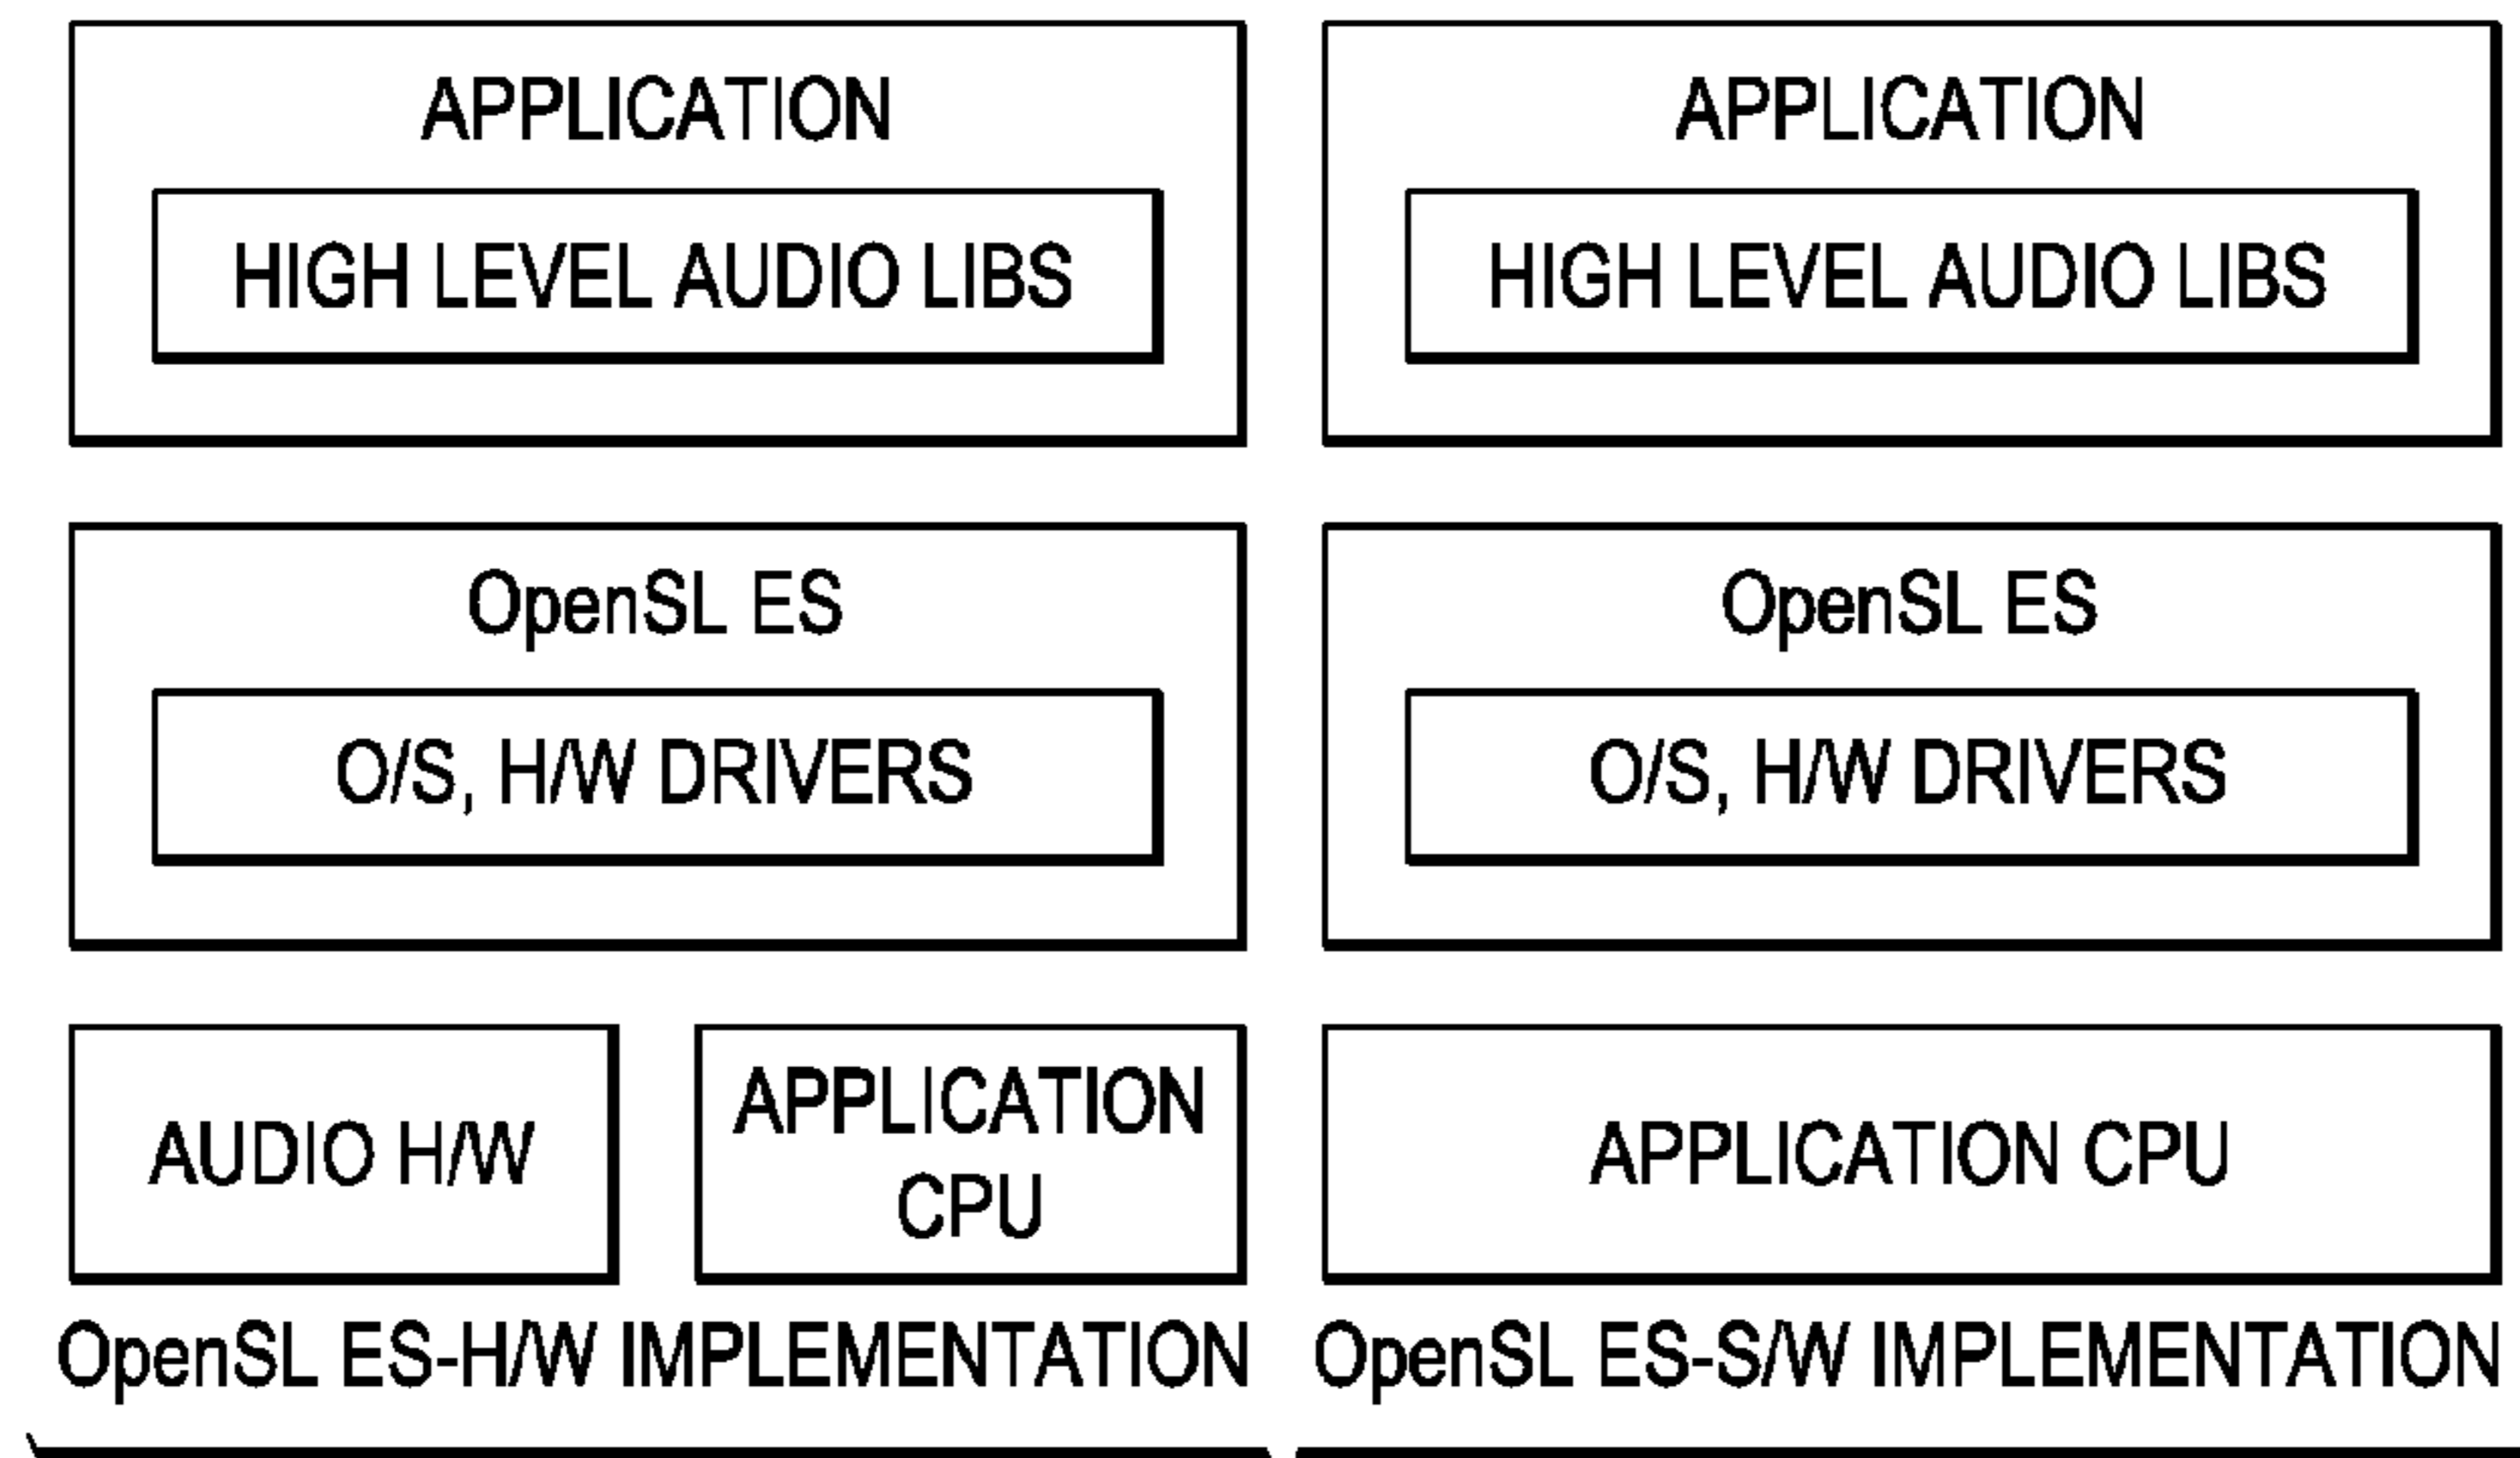 APPLICATION
HIGH LEVEL AUDIO LIBS
OpenSL ES
O/S, H/W DRIVERS
AUDIO H/W
APPLICATION
CPU
OpenSL ES-H/W IMPLEMENTATION
APPLICATION
HIGH LEVEL AUDIO LIBS
OpenSL ES
O/S, H/W DRIVERS
APPLICATION CPU
OpenSL ES-S/W IMPLEMENTATION